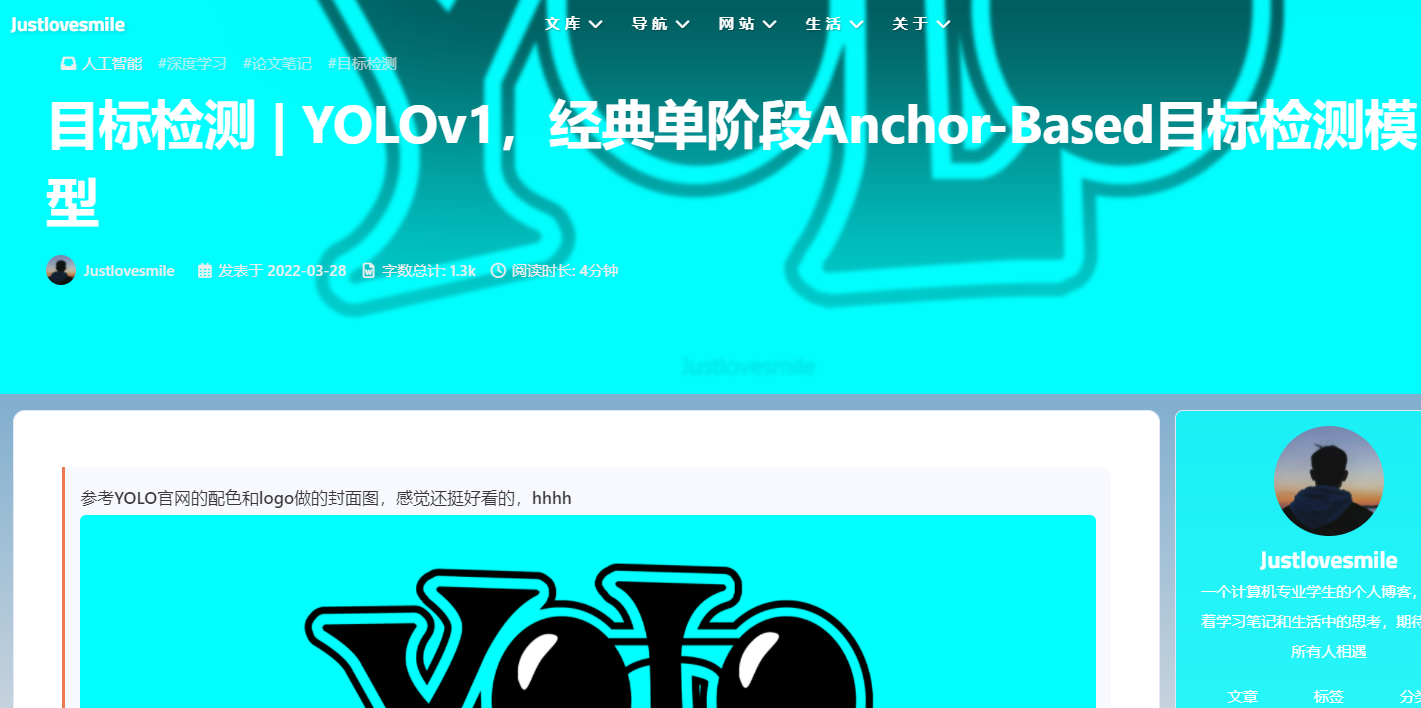 Justlovesmile
文库 导航 网站 生活 关于
人工智能 #深度学习 #论文笔记 #目标检测
目标检测 | YOLOv1，经典单阶段Anchor-Based目标检测模
型
Justlovesmile 发表于 2022-03-28 字数总计: 1.3k 阅读时长: 4分钟
Justlovesmile
参考YOLO官网的配色和logo做的封面图，感觉还挺好看的，hhhh
YOLO
Justlovesmile
一个计算机专业学生的个人博客，
着学习笔记和生活中的思考，期待
所有人相遇
文章 标签 分类